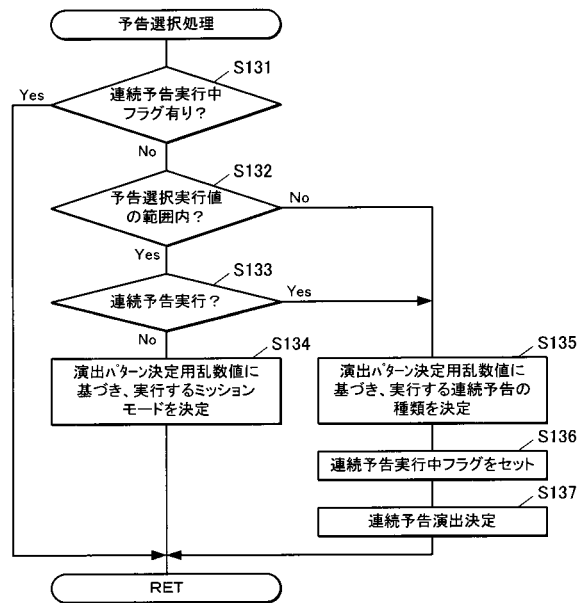 予告選択処理
S131
Yes
連続予告実行中
フラグ有り?
No
S132
予告選択実行値
の範囲内?
No
Yes
S133
連続予告実行?
Yes
No
S134
演出パターン決定用乱数値に
基づき、実行するミッション
モードを決定
S135
演出パターン決定用乱数値に
基づき、実行する連続予告の
種類を決定
S136
連続予告実行中フラグをセット
S137
連続予告演出決定
RET